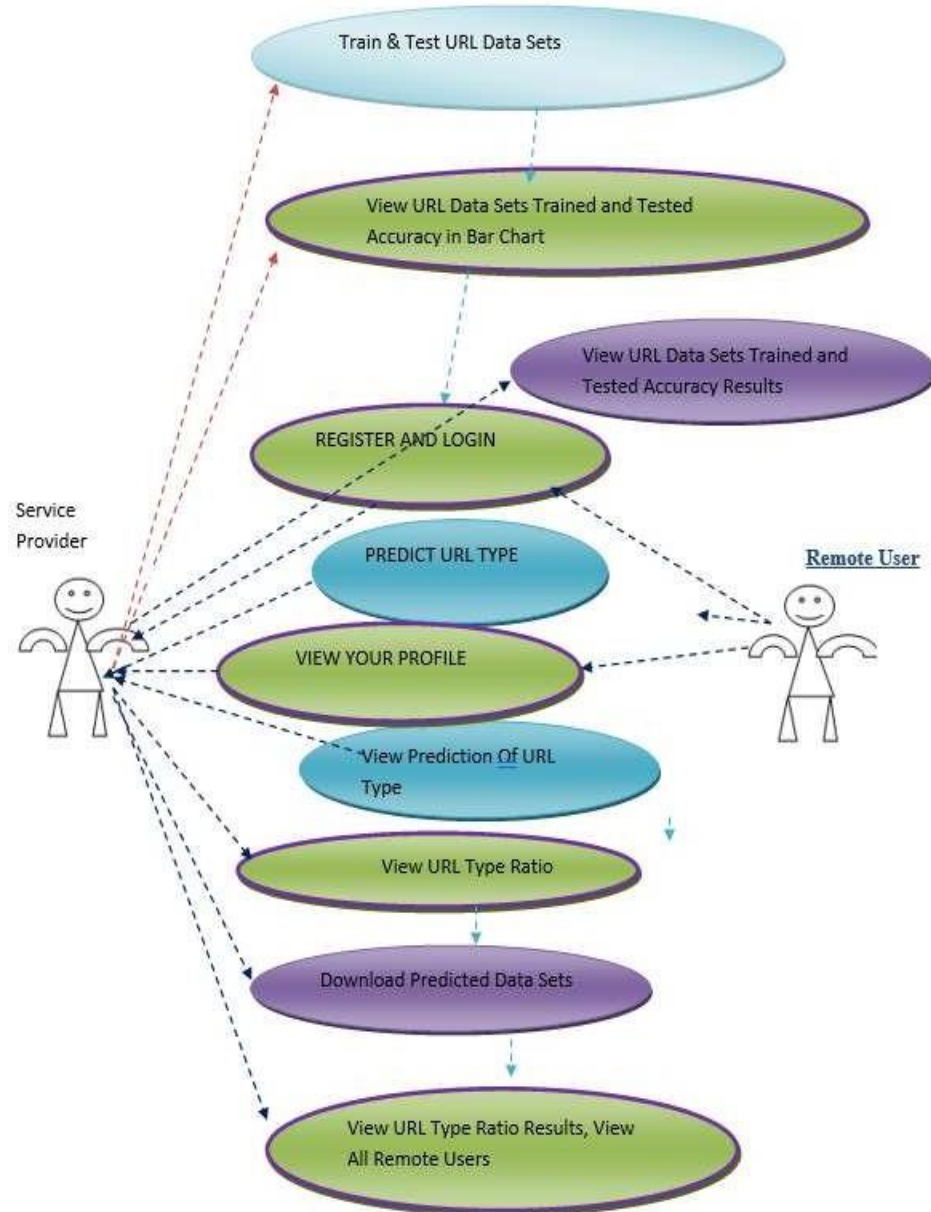 Train & Test URL Data Sets
View URL Data Sets Trained and Tested
Accuracy in Bar Chart
View URL Data Sets Trained and
Tested Accuracy Results
REGISTER AND LOGIN
Service
Provider
PREDICT URL TYPE
Remote User
VIEW YOUR PROFILE
View Prediction Of URL
Type
View URL Type Ratio
Download Predicted Data Sets
View URL Type Ratio Results, View
All Remote Users